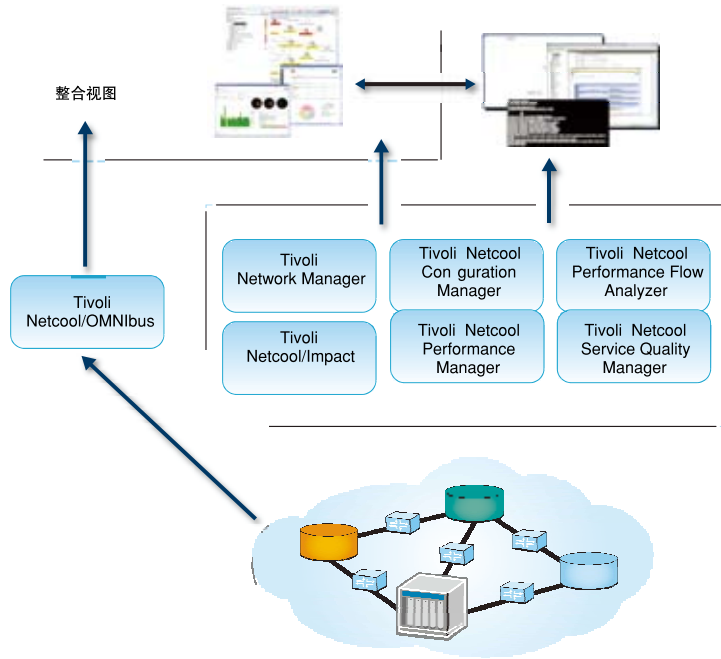 整合视图
Tivoli
Netcool/OMNIbus
Tivoli
Network Manager
Tivoli Netcool
Con guration
Manager
Tivoli Netcool
Performance Flow
Analyzer
Tivoli
Netcool/Impact
Tivoli Netcool
Performance
Manager
Tivoli Netcool
Service Quality
Manager